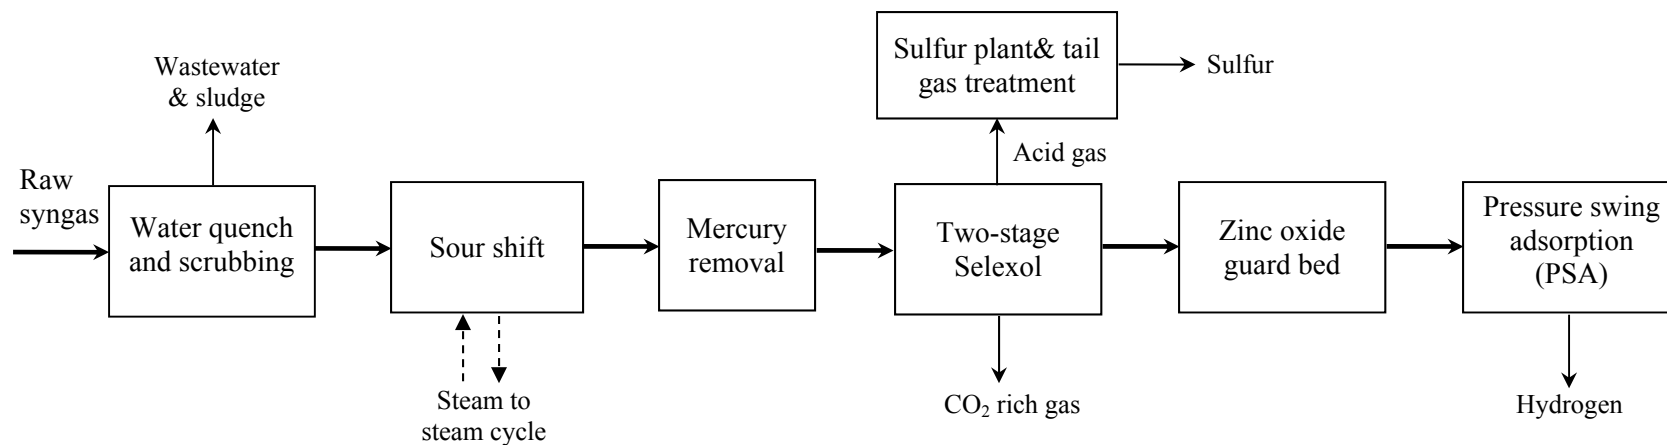 Wastewater
& sludge
Raw
syngas
Water quench
and scrubbing
Sour shift
Steam to
steam cycle
Mercury
removal
Sulfur plant& tail
gas treatment
Sulfur
Acid gas
Two-stage
Selexol
CO₂ rich gas
Zinc oxide
guard bed
Pressure swing
adsorption
(PSA)
Hydrogen